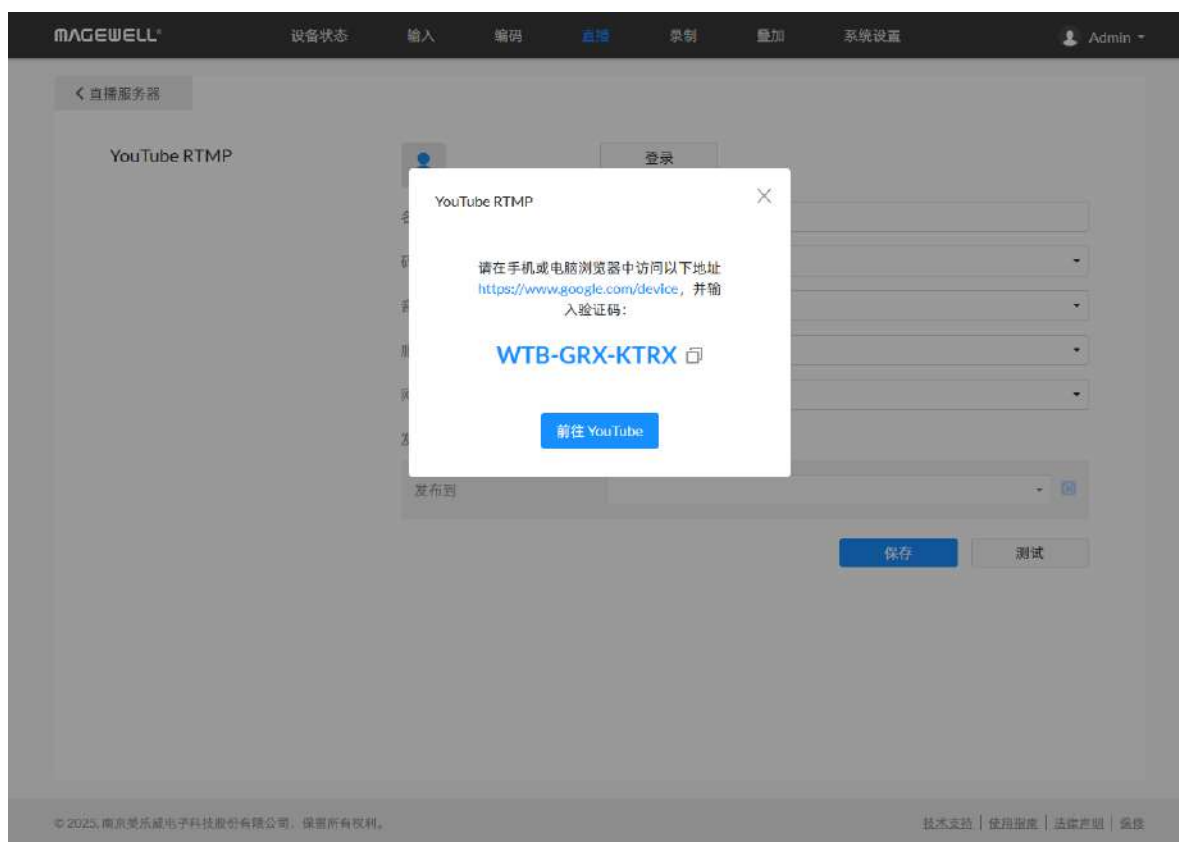 MAGEWELL
设备状态
输入
编码
直播
录制
叠加
系统设置
Admin
直播服务器
YouTube RTMP
登录
YouTube RTMP
请在手机或电脑浏览器中访问以下地址
https://www.google.com/device，并输
入验证码：
WTB-GRX-KTRX
前往 YouTube
发布到
保存
测试
© 2025. 南京美乐威电子科技股份有限公司．保留所有权利。
技术支持 | 使用指南 | 法律声明 | 保修